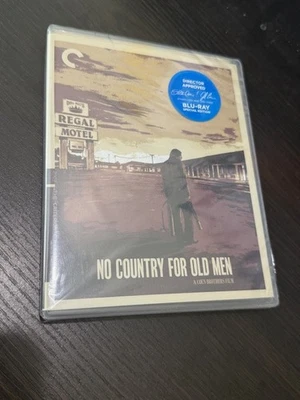 DIRECTOR
APPROVED
BLU-RAY
SPECIAL EDITION
REGAL
MOTEL
NO COUNTRY FOR OLD MEN
A COEN BROTHERS FILM